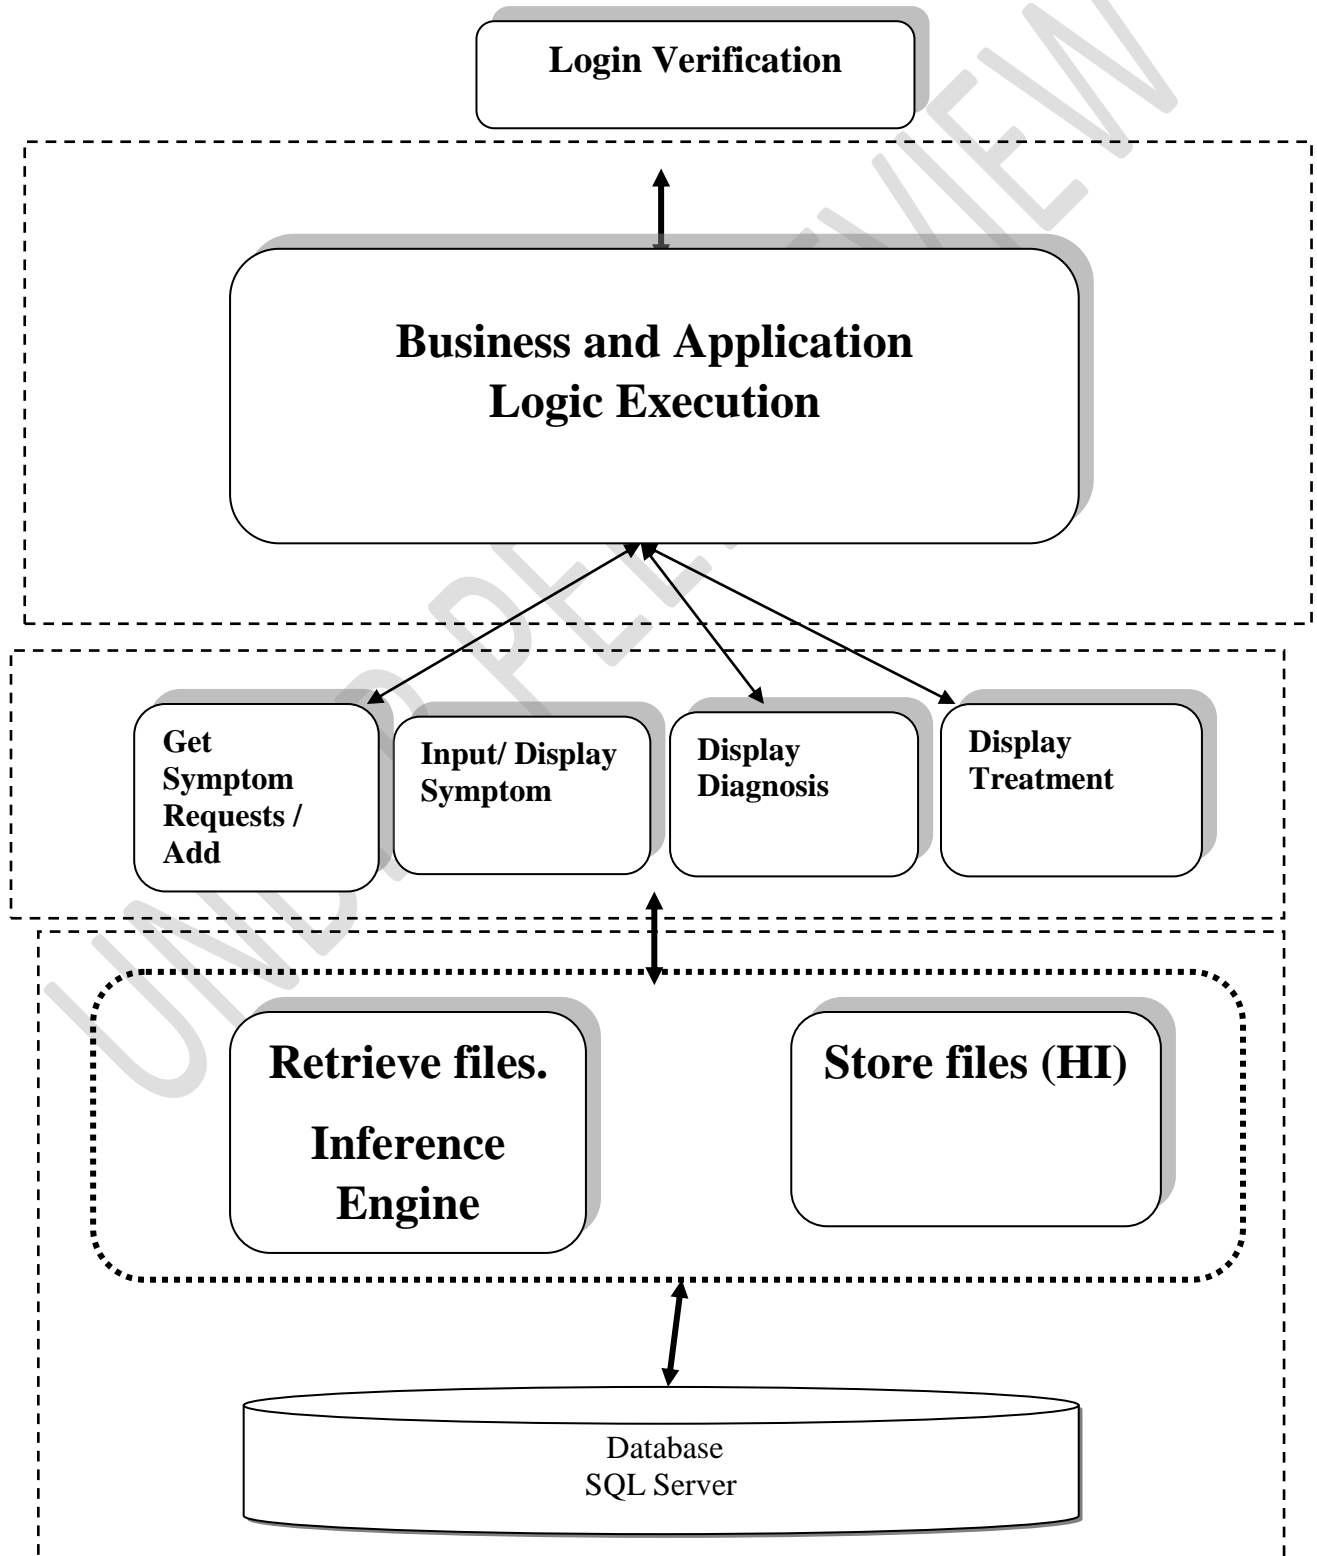 Login Verification
Business and Application
Logic Execution
Get
Symptom
Requests /
Add
Input/ Display
Symptom
Display
Diagnosis
Display
Treatment
Retrieve files.
Inference
Engine
Store files (HI)
Database
SQL Server